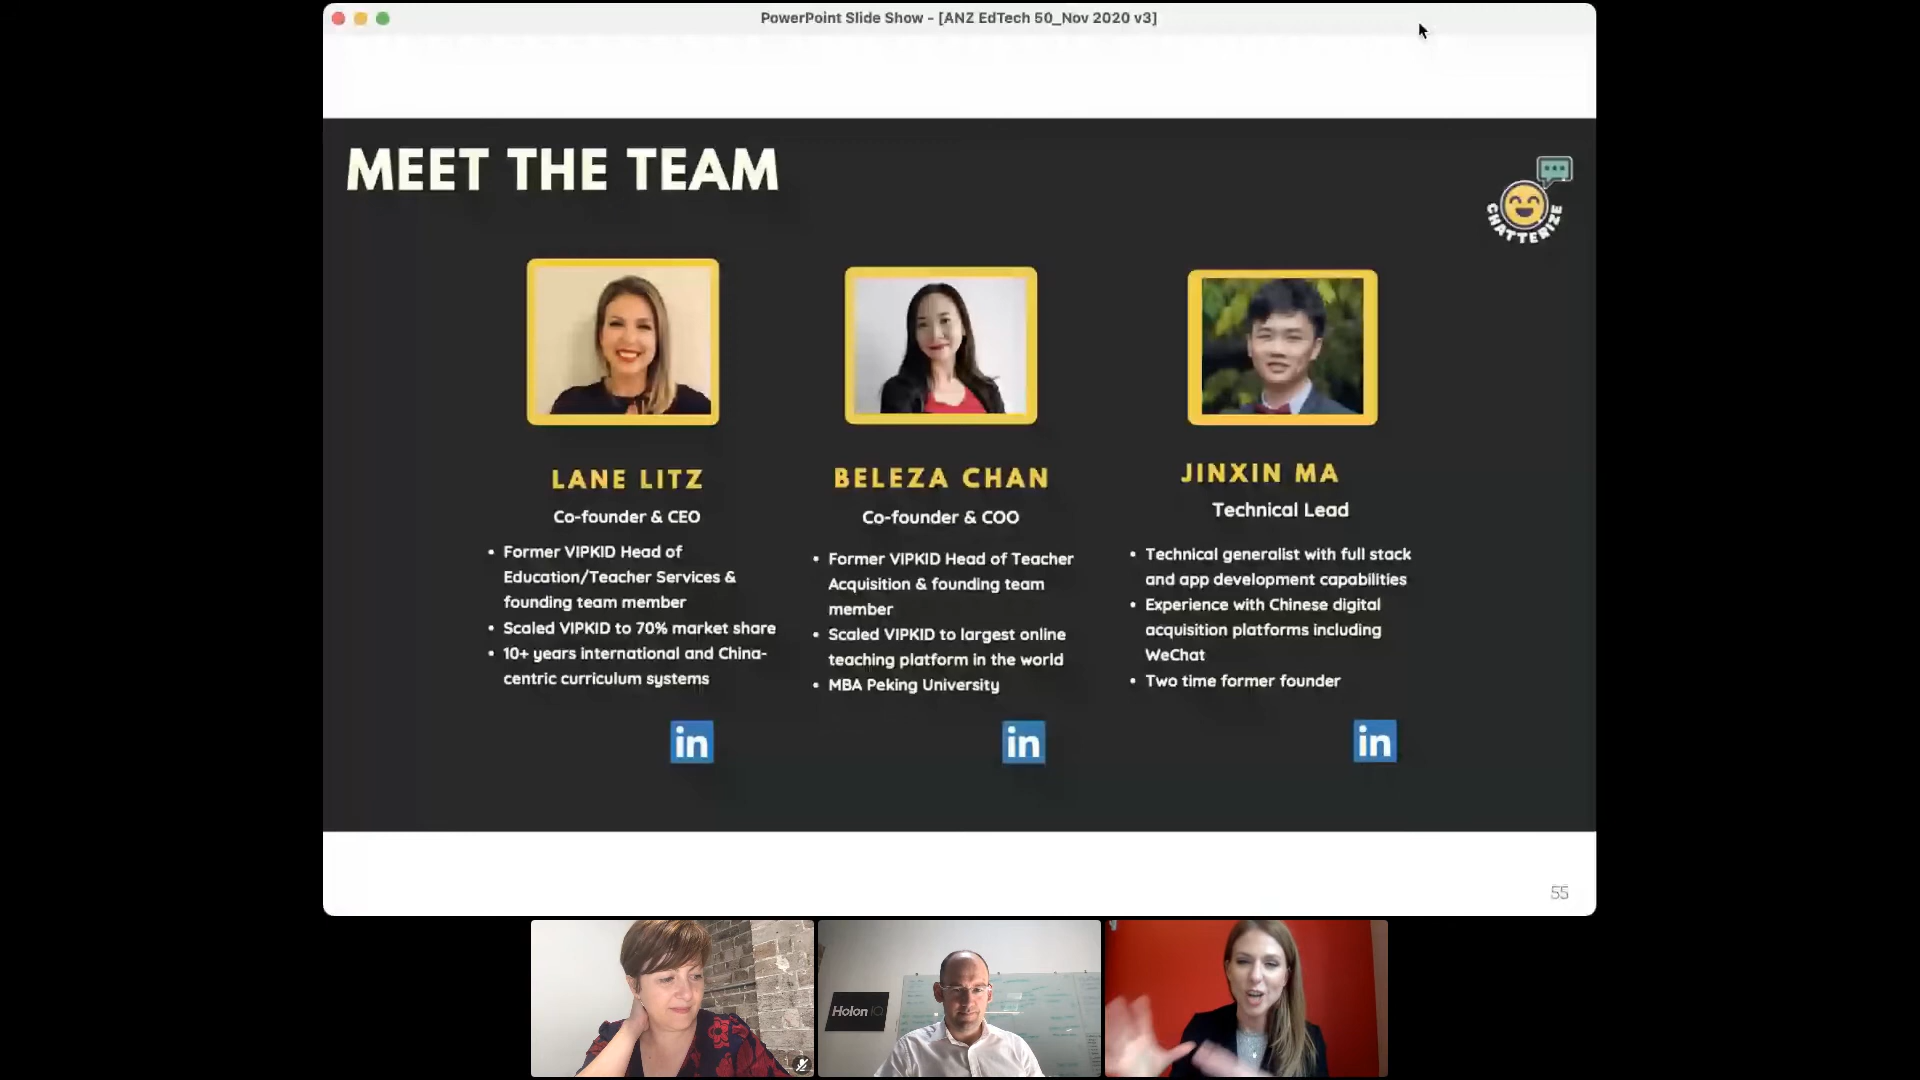 PowerPoint Slide Show - [ANZ EdTech 50_Nov 2020 v3]
MEET THE TEAM
CHATTERIZE
LANE LITZ
Co-founder & CEO
• Former VIPKID Head of
Education/Teacher Services &
founding team member
• Scaled VIPKID to 70% market share
• 10+ years international and China-
centric curriculum systems
in
BELEZA CHAN
Co-founder & COO
• Former VIPKID Head of Teacher
Acquisition & founding team
member
• Scaled VIPKID to largest online
teaching platform in the world
• MBA Peking University
in
JINXIN MA
Technical Lead
• Technical generalist with full stack
and app development capabilities
• Experience with Chinese digital
acquisition platforms including
WeChat
• Two time former founder
in
55
Holon IQ